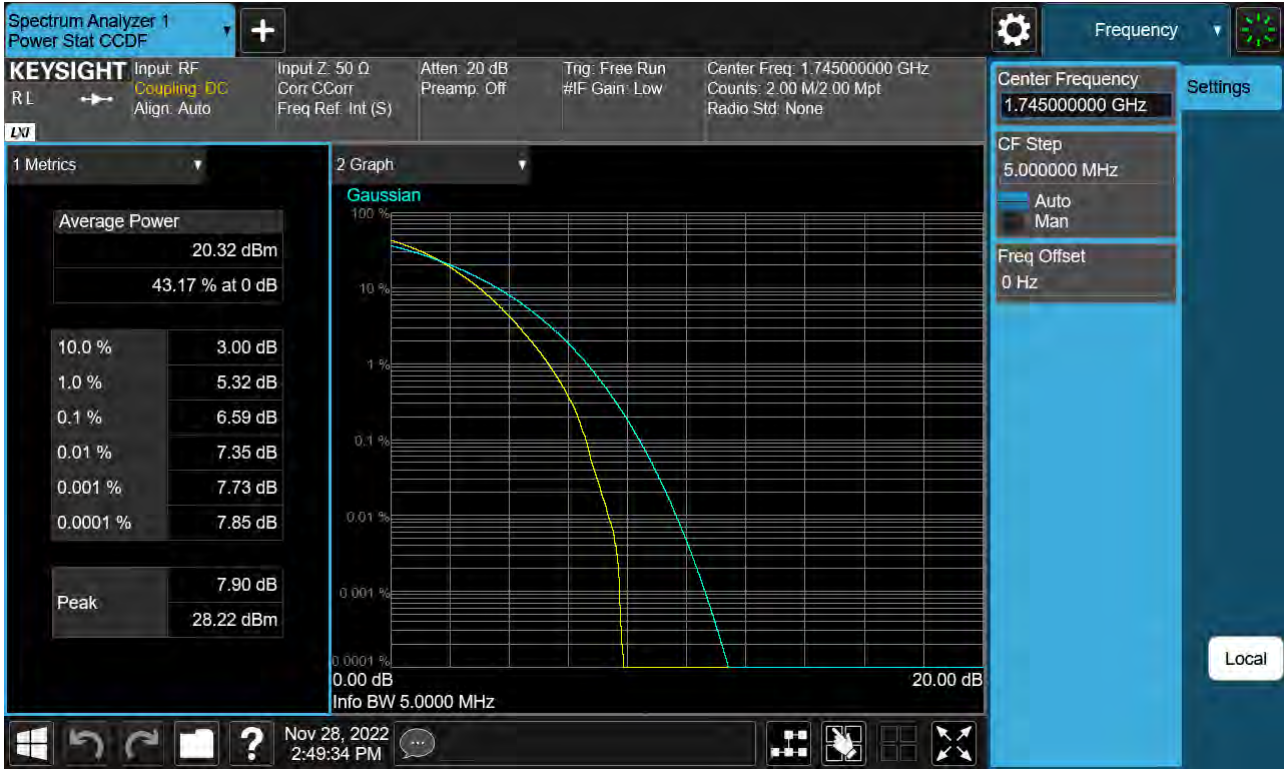 Spectrum Analyzer 1
Power Stat CCDF
+
Frequency
KEYSIGHT
R L
LXI
Input: RF
Coupling: DC
Align: Auto
Input Z: 50 Ω
Corr CCorr
Freq Ref: Int (S)
Atten: 20 dB
Preamp: Off
Trig: Free Run
#IF Gain: Low
Center Freq: 1.745000000 GHz
Counts: 2.00 M/2.00 Mpt
Radio Std: None
Center Frequency
1.745000000 GHz
Settings
CF Step
5.000000 MHz
Auto
Man
Freq Offset
0 Hz
1 Metrics
Average Power
20.32 dBm
43.17 % at 0 dB
10.0 % 3.00 dB
1.0 % 5.32 dB
0.1 % 6.59 dB
0.01 % 7.35 dB
0.001 % 7.73 dB
0.0001 % 7.85 dB
Peak 7.90 dB
28.22 dBm
2 Graph
Gaussian
100 %
10 %
1 %
0.1 %
0.01 %
0.001 %
0.0001 %
0.00 dB 20.00 dB
Info BW 5.0000 MHz
Local
?
Nov 28, 2022
2:49:34 PM